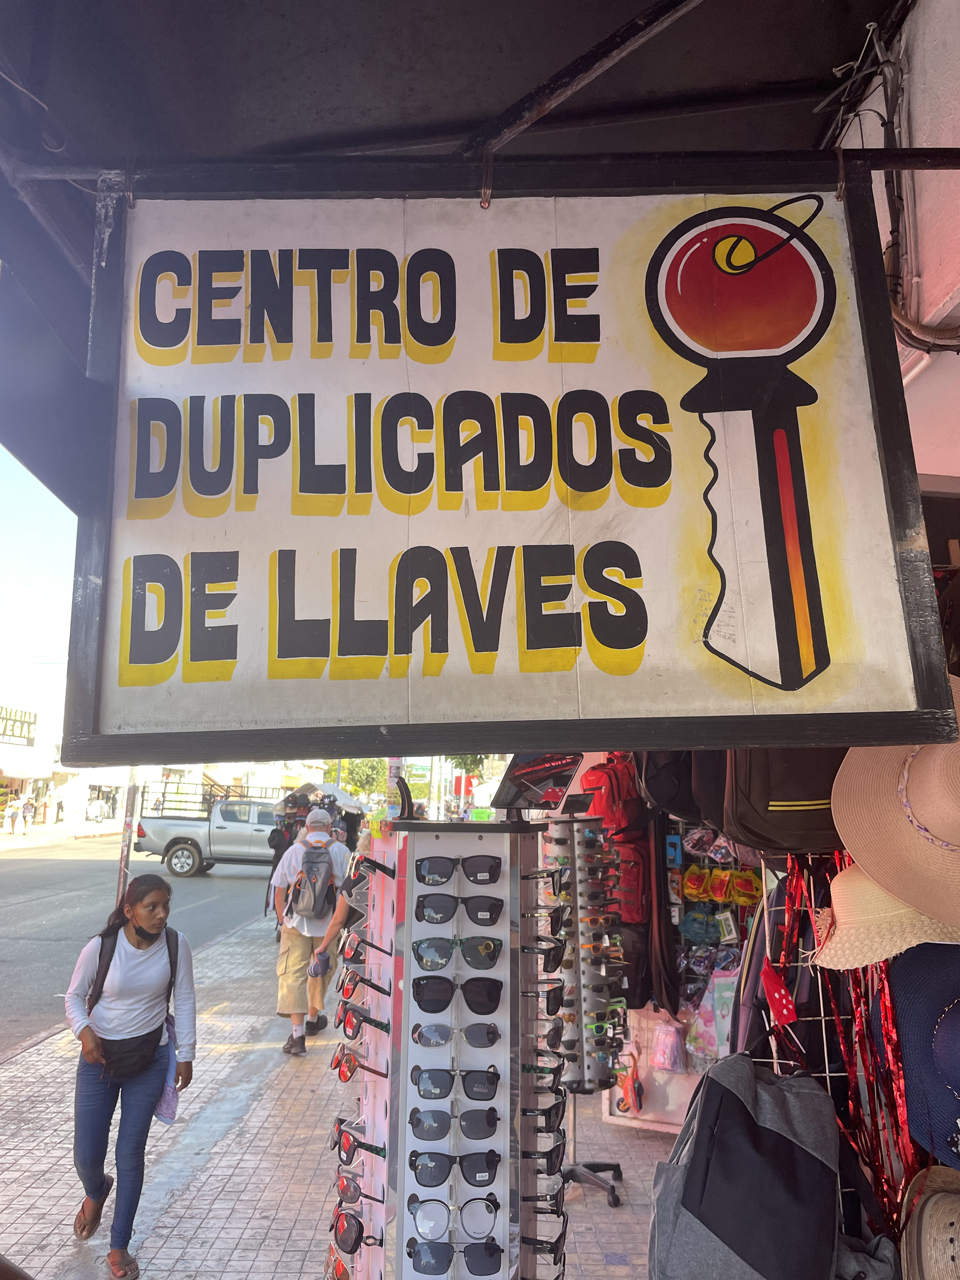 CENTRO DE
DUPLICADOS
DE LLAVES